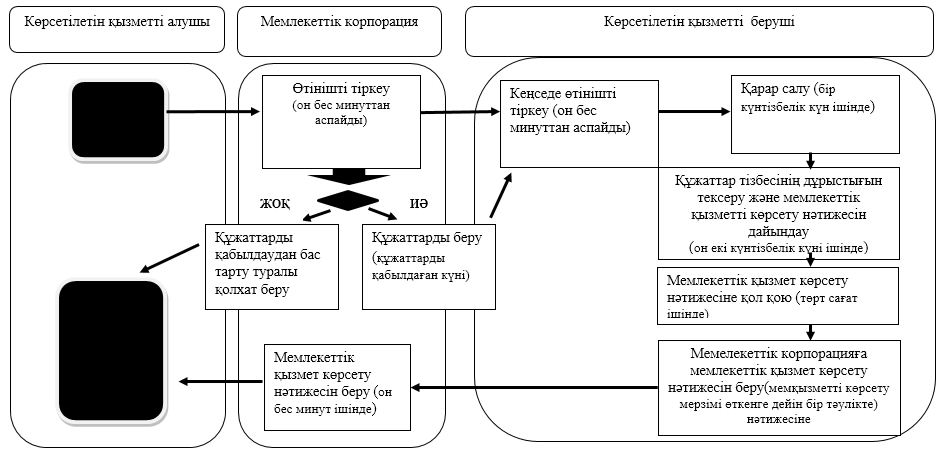 Көрсетілетін қызметті алушы
Мемлекеттік корпорация
Көрсетілетін қызметті беруші
Өтінішті тіркеу
(он бес минуттан
аспайды)
Кеңседе өтінішті
тіркеу (он бес
минуттан аспайды)
Қарар салу (бір
күнтізбелік күн ішінде)
жоқ
иә
Құжаттар тізбесінің дұрыстығын
тексеру және мемлекеттік
қызметті көрсету нәтижесін
дайындау
(он екі күнтізбелік күні ішінде)
Құжаттарды
қабылдаудан бас
тарту туралы
қолхат беру
Құжаттарды беру
(құжаттарды
қабылдаған күні)
Мемлекеттік қызмет көрсету
нәтижесіне қол қою (төрт сағат
ішінде)
Мемлекеттік
қызмет көрсету
нәтижесін беру (он
бес минут ішінде)
Мемелекеттік корпорацияға
мемлекеттік қызмет көрсету
нәтижесін беру(мемқызметті көрсету
мерзімі өткенге дейін бір тәулікте)
нәтижесіне